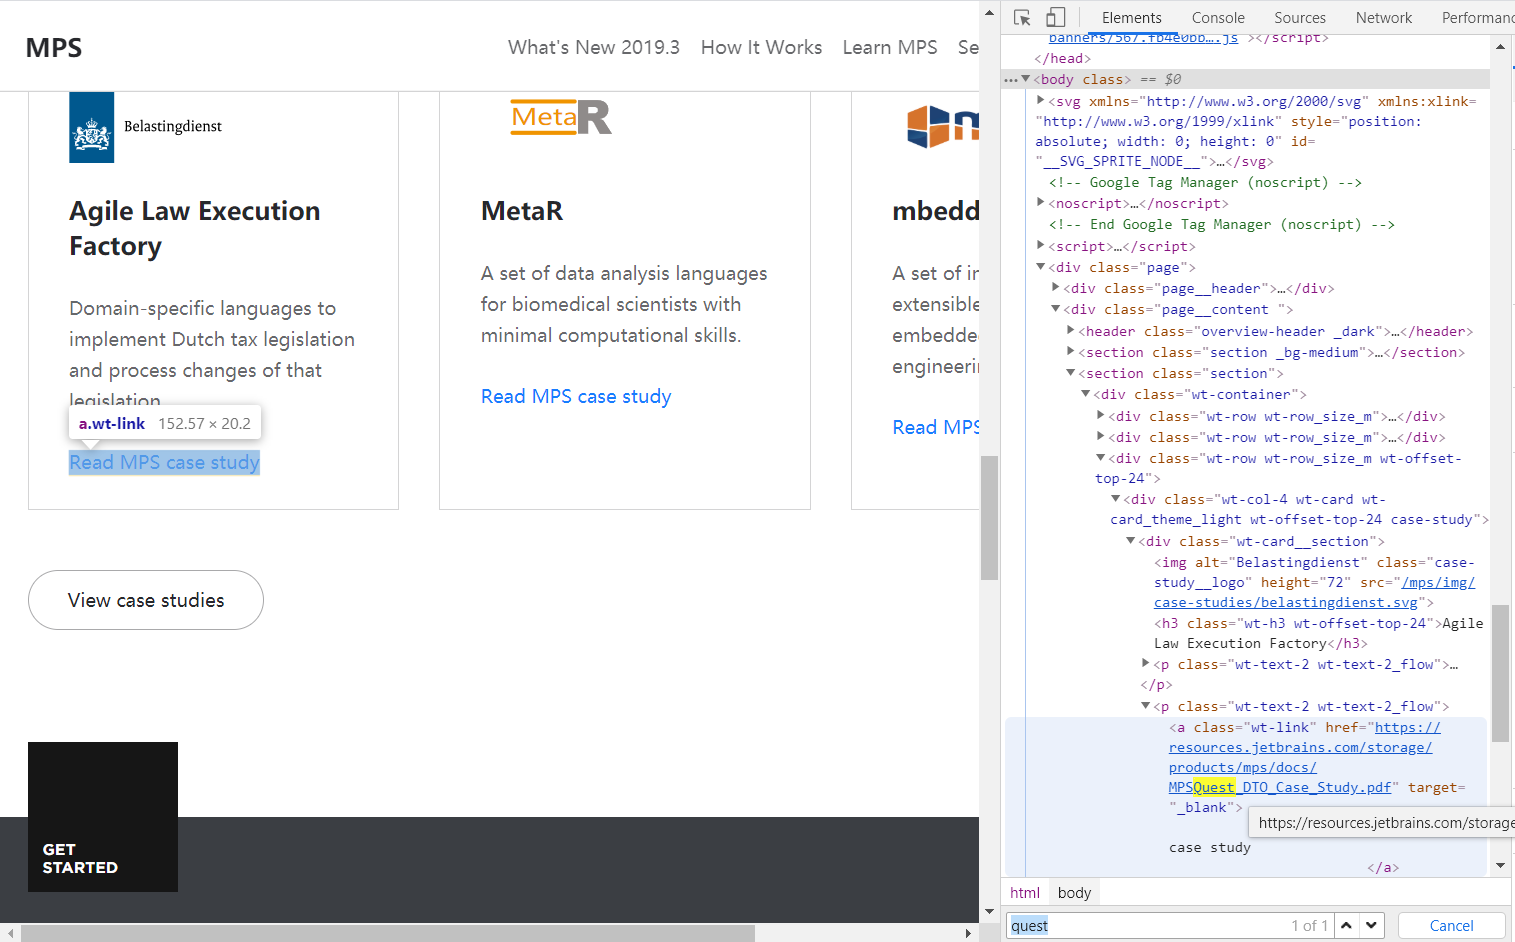 MPS
What's New 2019.3 How It Works Learn MPS Se
Belastingdienst
Agile Law Execution
Factory
Domain-specific languages to
implement Dutch tax legislation
and process changes of that
legislation
a.wt-link 152.57 × 20.2
Read MPS case study
MetaR
MetaR
A set of data analysis languages
for biomedical scientists with
minimal computational skills.
Read MPS case study
m
mbedd
A set of in
extensible
embedde
engineerin
Read MPS
View case studies
GET
STARTED
Elements Console Sources Network Performanc
banners/567.fb4e0bb….js"></script>
</head>
…<body class> == $0
<svg xmlns="http://www.w3.org/2000/svg" xmlns:xlink=
"http://www.w3.org/1999/xlink" style="position:
absolute; width: 0; height: 0" id=
"__SVG_SPRITE_NODE__">…</svg>
<!-- Google Tag Manager (noscript) -->
<noscript>…</noscript>
<!-- End Google Tag Manager (noscript) -->
<script>…</script>
<div class="page">
<div class="page__header">…</div>
<div class="page__content ">
<header class="overview-header _dark">…</header>
<section class="section _bg-medium">…</section>
<section class="section">
<div class="wt-container">
<div class="wt-row wt-row_size_m">…</div>
<div class="wt-row wt-row_size_m">…</div>
<div class="wt-row wt-row_size_m wt-offset-
top-24">
<div class="wt-col-4 wt-card wt-
card_theme_light wt-offset-top-24 case-study">
<div class="wt-card__section">
<img alt="Belastingdienst" class="case-
study__logo" height="72" src="/mps/img/
case-studies/belastingdienst.svg">
<h3 class="wt-h3 wt-offset-top-24">Agile
Law Execution Factory</h3>
<p class="wt-text-2 wt-text-2_flow">…
</p>
<p class="wt-text-2 wt-text-2_flow">
<a class="wt-link" href="https://
resources.jetbrains.com/storage/
products/mps/docs/
MPSQuest_DTO_Case_Study.pdf" target=
"_blank">
https://resources.jetbrains.com/storage
case study
</a>
html body
quest 1 of 1 Cancel